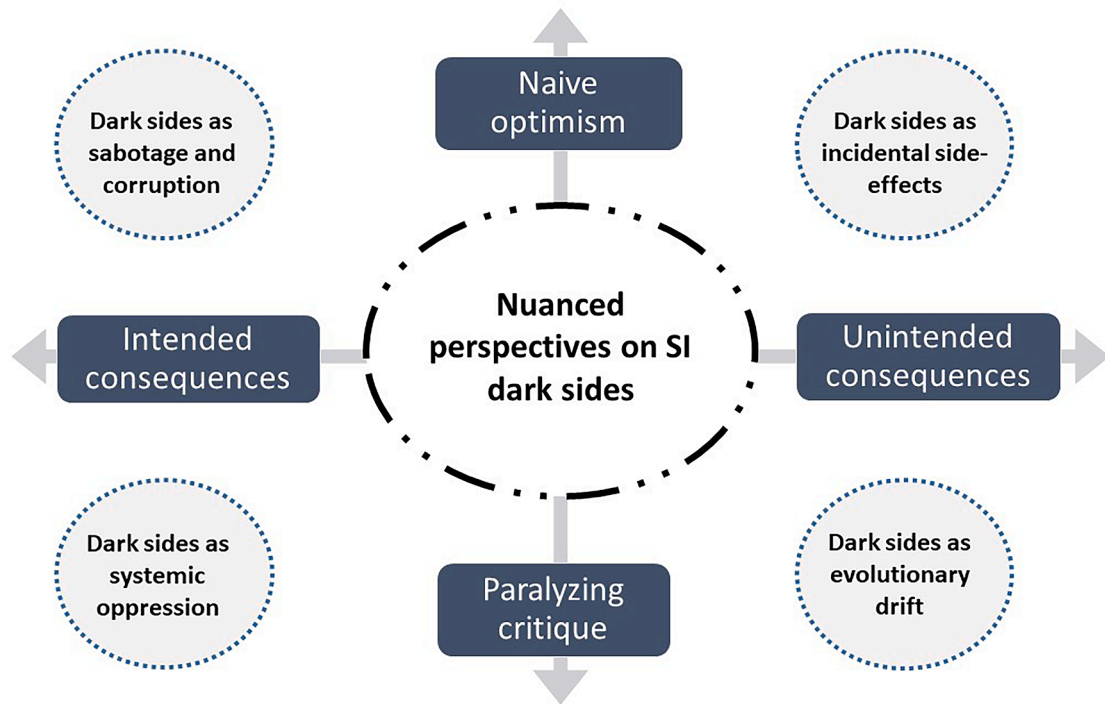 Naive
optimism
Dark sides as
sabotage and
corruption
Dark sides as
incidental side-
effects
Intended
consequences
Nuanced
perspectives on SI
dark sides
Unintended
consequences
Dark sides as
systemic
oppression
Paralyzing
critique
Dark sides as
evolutionary
drift